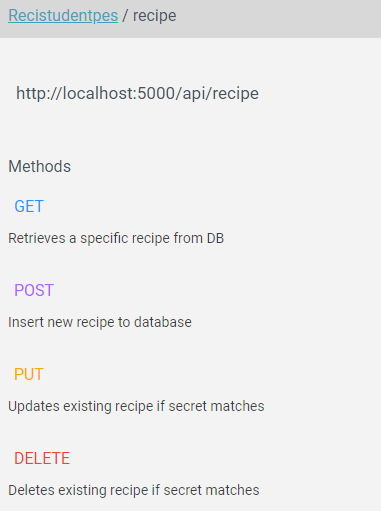 Recistudentpes / recipe
http://localhost:5000/api/recipe
Methods
GET
Retrieves a specific recipe from DB
POST
Insert new recipe to database
PUT
Updates existing recipe if secret matches
DELETE
Deletes existing recipe if secret matches